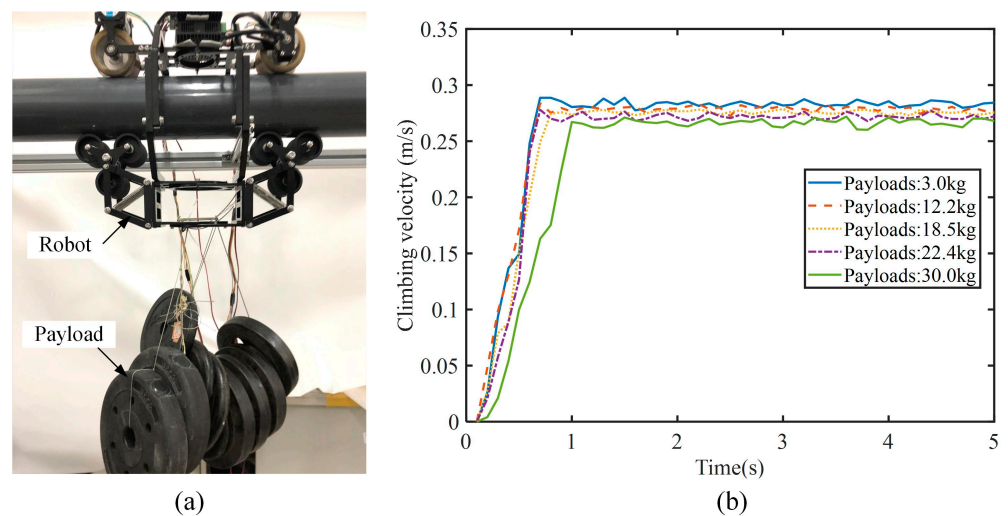 Robot
Payload
(a)
0.35
0.3
0.25
0.2
0.15
0.1
0.05
0
Climbing velocity (m/s)
Payloads:3.0kg
Payloads:12.2kg
Payloads:18.5kg
Payloads:22.4kg
Payloads:30.0kg
0 1 2 3 4 5
Time(s)
(b)